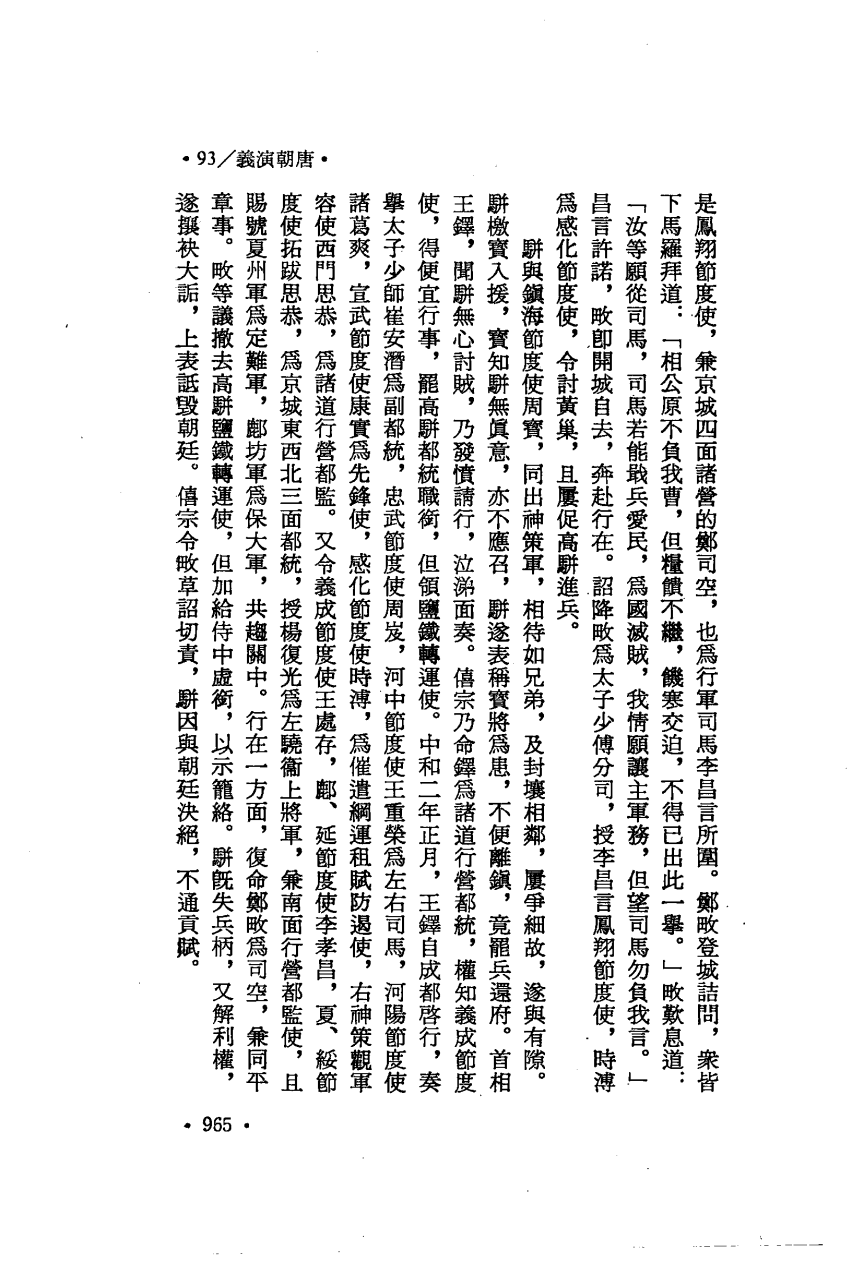 •93／義演朝唐•
是鳳翔節度使，兼京城四面諸營的鄭司空，也爲行軍司馬李昌言所圍。鄭畋登城詰問，衆皆
下馬羅拜道：「相公原不負我曹，但糧饋不繼，饑寒交迫，不得已出此一舉。」畋歎息道：
「汝等願從司馬，司馬若能戢兵愛民，爲國滅賊，我情願讓主軍務，但望司馬勿負我言。」
昌言許諾，畋卽開城自去，奔赴行在。詔降畋爲太子少傅分司，授李昌言鳳翔節度使，時溥
爲感化節度使，令討黃巢，且屢促高駢進兵。
駢與鎭海節度使周寶，同出神策軍，相待如兄弟，及封壤相鄰，屢爭細故，遂與有隙。
駢檄寶入援，寶知駢無眞意，亦不應召，駢遂表稱寶將爲患，不便離鎭，竟罷兵還府。首相
王鐸，聞駢無心討賊，乃發憤請行，泣涕面奏。僖宗乃命鐸爲諸道行營都統，權知義成節度
使，得便宜行事，罷高駢都統職銜，但領鹽鐵轉運使。中和二年正月，王鐸自成都啓行，奏
舉太子少師崔安潛爲副都統，忠武節度使周岌，河中節度使王重榮爲左右司馬，河陽節度使
諸葛爽，宣武節度使康實爲先鋒使，感化節度使時溥，爲催遣綱運租賦防遏使，右神策觀軍
容使西門思恭，爲諸道行營都監。又令義成節度使王處存，鄜、延節度使李孝昌，夏、綏節
度使拓跋思恭，爲京城東西北三面都統，授楊復光爲左驍衞上將軍，兼南面行營都監使，且
賜號夏州軍爲定難軍，鄜坊軍爲保大軍，共趨關中。行在一方面，復命鄭畋爲司空，兼同平
章事。畋等議撤去高駢鹽鐵轉運使，但加給侍中虛銜，以示籠絡。駢旣失兵柄，又解利權，
遂攘袂大詬，上表詆毀朝廷。僖宗令畋草詔切責，駢因與朝廷決絕，不通貢賦。
•965•